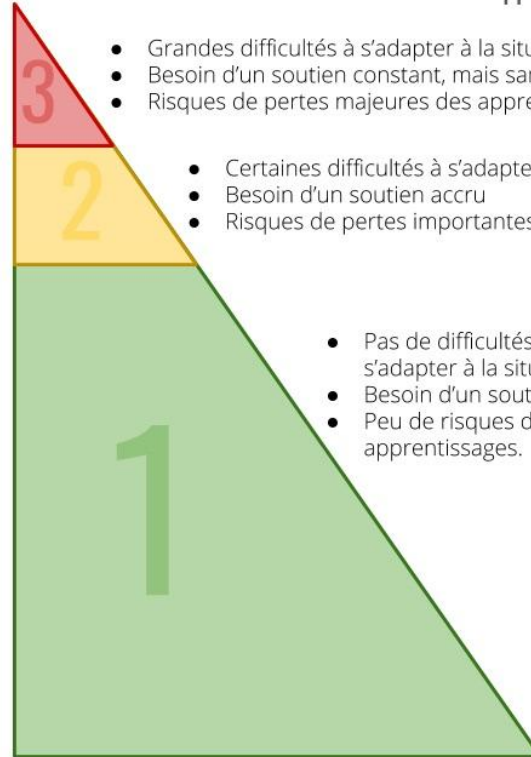 3
● Grandes difficultés à s’adapter à la
● Besoin d’un soutien constant, mais
● Risques de pertes majeures des
2
● Certaines difficultés à
● Besoin d’un soutien accru
● Risques de pertes importantes
● Pas de difficultés
s’adapter à la
● Besoin d’un
● Peu de risques
apprentissages.
1